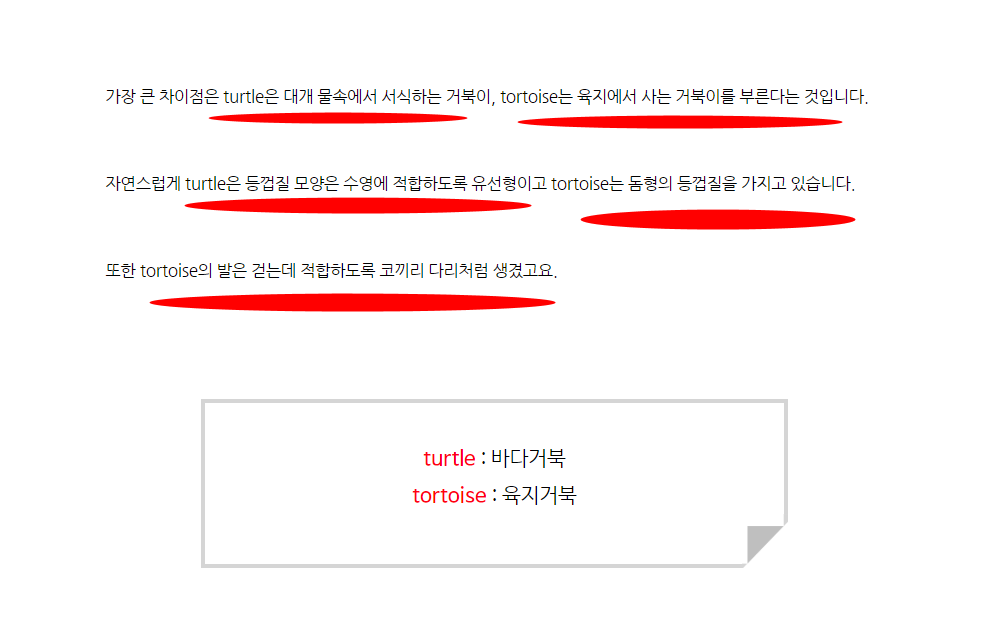 가장 큰 차이점은 turtle은 대개 물속에서 서식하는 거북이, tortoise는 육지에서 사는 거북이를 부른다는 것입니다.
자연스럽게 turtle은 등껍질 모양은 수영에 적합하도록 유선형이고 tortoise는 돔형의 등껍질을 가지고 있습니다.
또한 tortoise의 발은 걷는데 적합하도록 코끼리 다리처럼 생겼고요.
turtle : 바다거북
tortoise : 육지거북